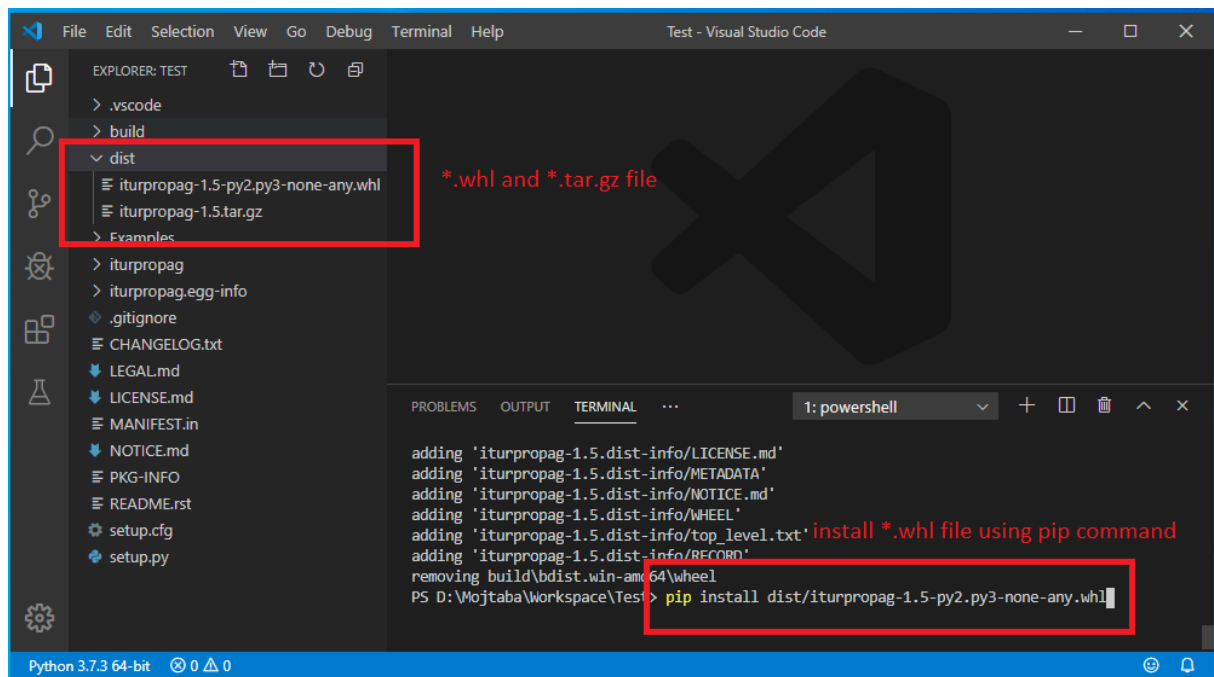 File Edit Selection View Go Debug Terminal Help Test - Visual Studio Code
EXPLORER: TEST
.vscode
build
dist
iturpropag-1.5-py2.py3-none-any.whl
iturpropag-1.5.tar.gz
Examples
iturpropag
iturpropag.egg-info
.gitignore
CHANGELOG.txt
LEGAL.md
LICENSE.md
MANIFEST.in
NOTICE.md
PKG-INFO
README.rst
setup.cfg
setup.py
*.whl and *.tar.gz file
PROBLEMS OUTPUT TERMINAL ... 1: powershell
adding 'iturpropag-1.5.dist-info/LICENSE.md'
adding 'iturpropag-1.5.dist-info/METADATA'
adding 'iturpropag-1.5.dist-info/NOTICE.md'
adding 'iturpropag-1.5.dist-info/WHEEL'
adding 'iturpropag-1.5.dist-info/top_level.txt'
install *.whl file using pip command
adding 'iturpropag-1.5.dist-info/RECORD'
removing build\bdist.win-amd64\wheel
PS D:\Mojtaba\Workspace\Test> pip install dist/iturpropag-1.5-py2.py3-none-any.whl
Python 3.7.3 64-bit 0 0